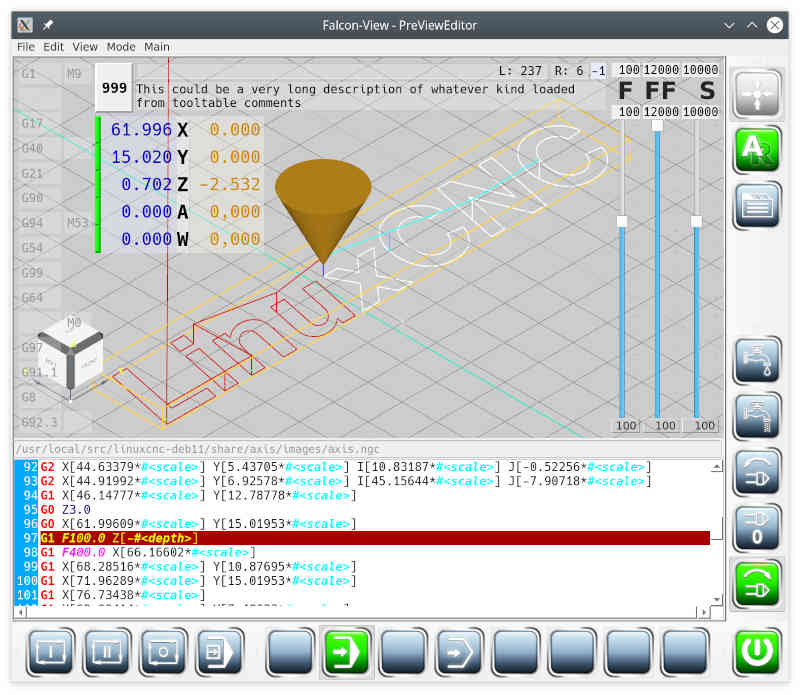 Falcon-View - PreViewEditor
File Edit View Mode Main
G1 M9
999
This could be a very long description of whatever kind loaded
from tooltable comments
L: 237 R: 6 -1
100 12000 10000
F FF S
100 12000 10000
G17
G40
G21
G90
G94 M53
G54
G99
G64
M0
G97
G91.1
G8
G92.3
61.996 X 0.000
15.020 Y 0.000
0.702 Z -2.532
0.000 A 0,000
0.000 W 0,000
LinuxCNC
100 100 100
/usr/local/src/linuxcnc-deb11/share/axis/images/axis.ngc
92 G2 X[44.63379*#<scale>] Y[5.43705*#<scale>] I[10.83187*#<scale>] J[-0.52256*#<scale>]
93 G2 X[44.91992*#<scale>] Y[6.92578*#<scale>] I[45.15644*#<scale>] J[-7.90718*#<scale>]
94 G1 X[46.14777*#<scale>] Y[12.78778*#<scale>]
95 G0 Z3.0
96 G0 X[61.99609*#<scale>] Y[15.01953*#<scale>]
97 G1 F100.0 Z[-#<depth>]
98 G1 F400.0 X[66.16602*#<scale>]
99 G1 X[68.28516*#<scale>] Y[10.87695*#<scale>]
100 G1 X[71.96289*#<scale>] Y[15.01953*#<scale>]
101 G1 X[76.73438*#<scale>]
A R
0
I
II
O